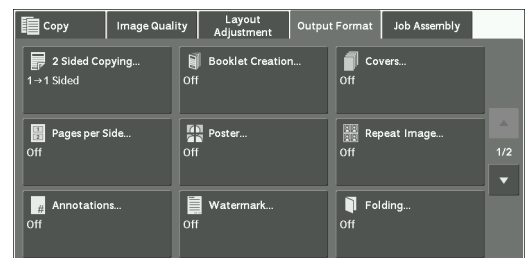 Copy
Image Quality
Layout
Adjustment
Output Format
Job Assembly
2 Sided Copying...
1→1 Sided
Booklet Creation...
Off
Covers...
Off
Pages per Side...
Off
Poster...
Off
Repeat Image...
Off
1/2
Annotations...
Off
Watermark...
Off
Folding...
Off